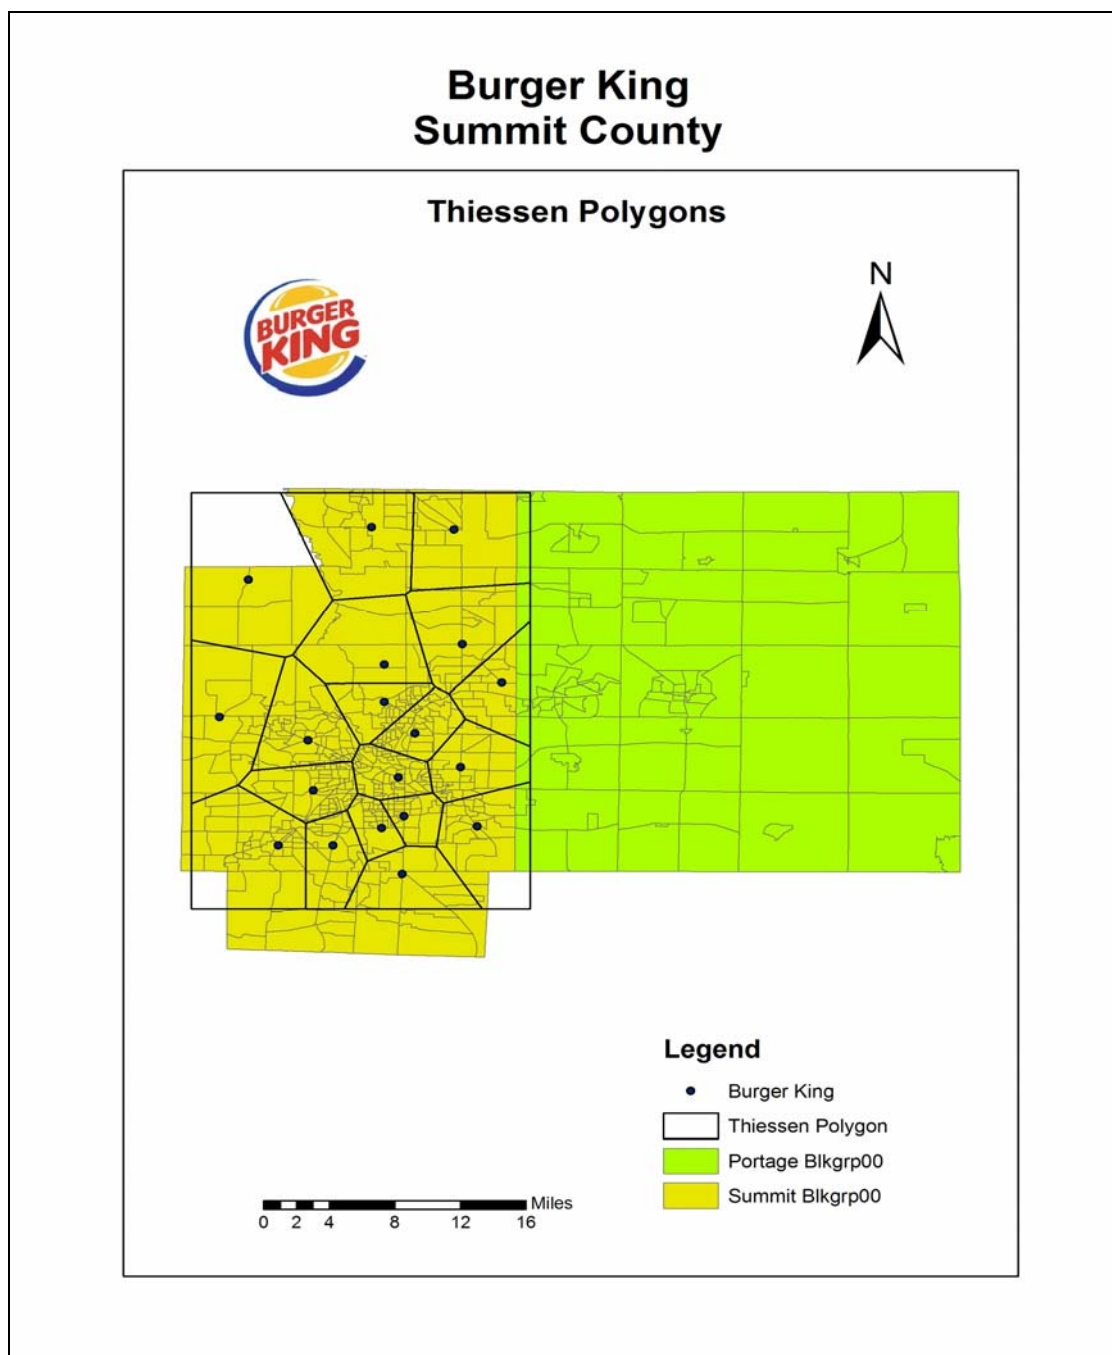 Burger King
Summit County
Thiessen Polygons
BURGER
KING
N
Legend
Burger King
Thiessen Polygon
Portage Blkgrp00
Summit Blkgrp00
Miles
0 2 4 8 12 16